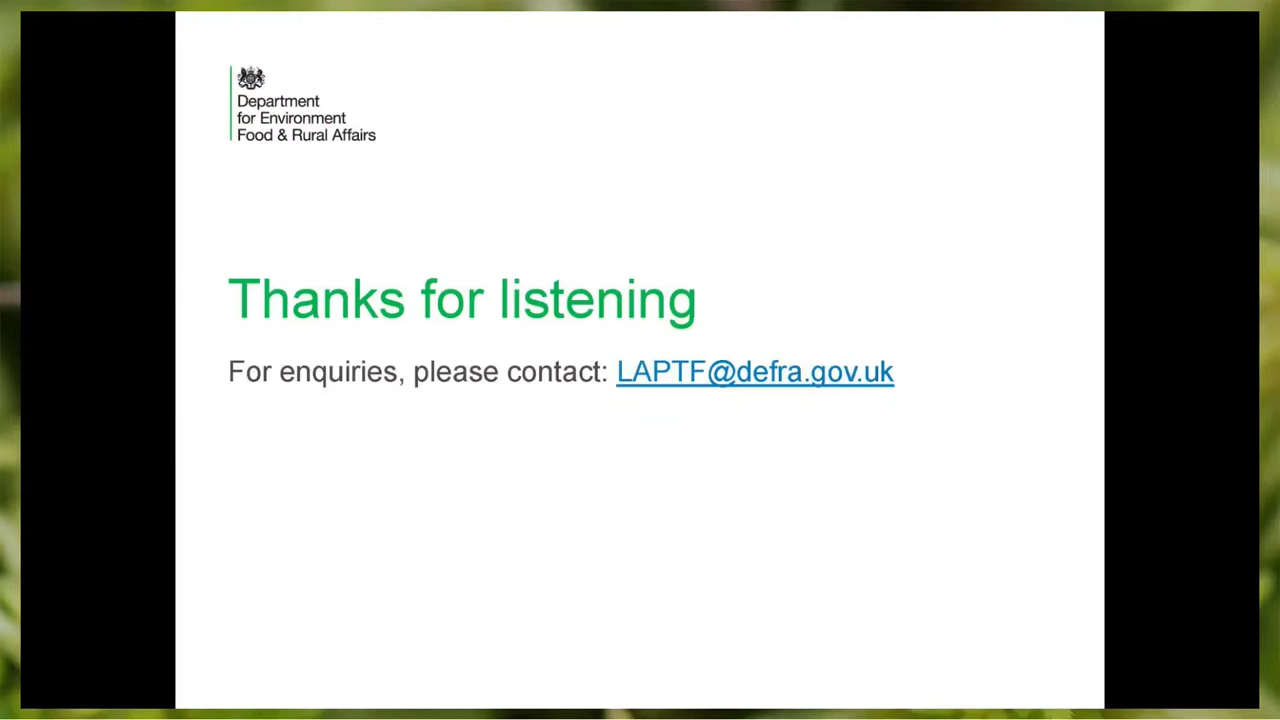 Department
for Environment
Food & Rural Affairs
Thanks for listening
For enquiries, please contact: LAPTF@defra.gov.uk